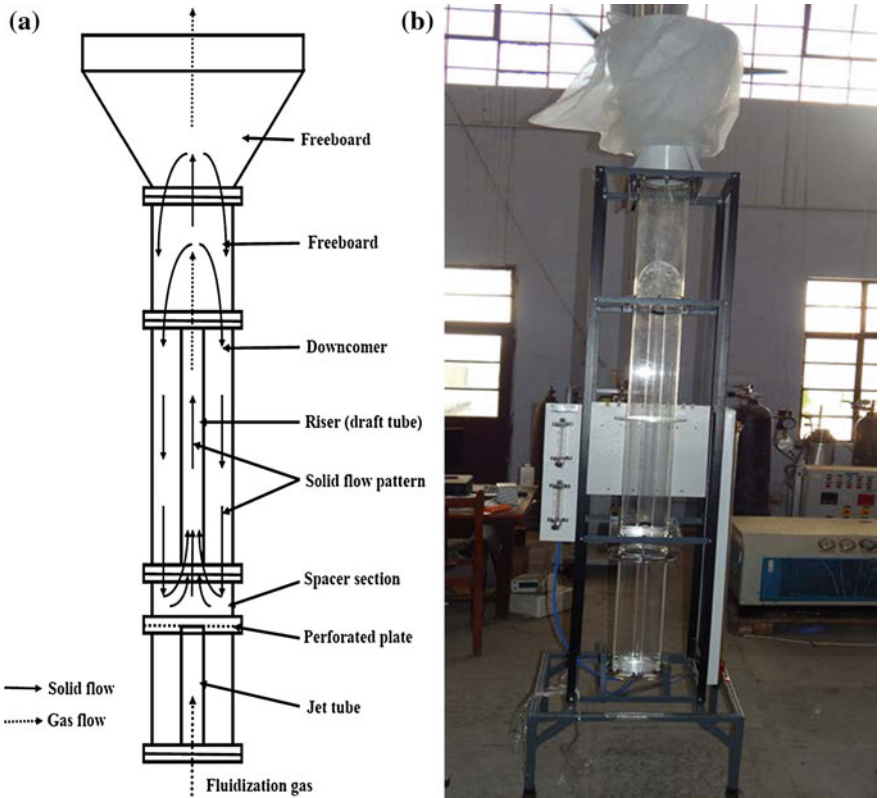 (a)
(b)
Freeboard
Freeboard
Downcomer
Riser (draft tube)
Solid flow pattern
Spacer section
Perforated plate
Jet tube
Solid flow
Gas flow
Fluidization gas